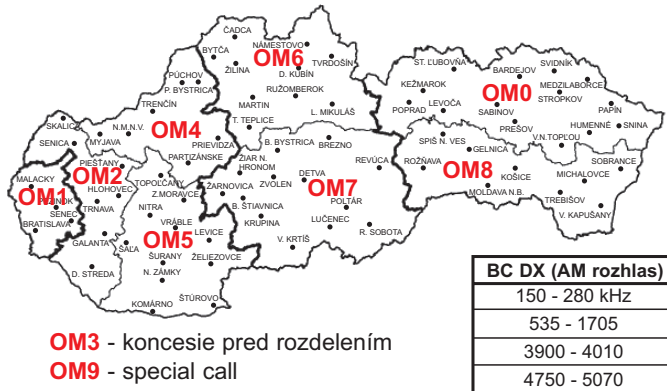 ČADCA
BYTČA
NÁMESTOVO
TVRDOŠÍN
ŽILINA
D. KUBÍN
OM6
PÚCHOV
P. BYSTRICA
MARTIN
RUŽOMBEROK
L. MIKULÁŠ
T. TEPLICE
ST. ĽUBOVŇA
BARDEJOV
SVIDNÍK
KEŽMAROK
MEDZILABORCE
STROPKOV
OM0
POPRAD
LEVOČA
SABINOV
PAPÍN
PREŠOV
HUMENNÉ
SNINA
V.N.TOPĽOU
TRENČÍN
SKALICA
N.M.N.V.
MYJAVA
OM4
SENICA
PRIEVIDZA
PARTIZÁNSKE
PIEŠŤANY
MALACKY
OM2
HLOHOVEC
OM1
PEZINOK
SENEC
TRNAVA
BRATISLAVA
GALANTA
D. STREDA
TOPOĽČANY
Z.MORAVCE
NITRA
VRÁBLE
OM5
LEVICE
ŠAĽA
ŠURANY
ŽELIEZOVCE
N. ZÁMKY
KOMÁRNO
ŠTÚROVO
B. BYSTRICA
BREZNO
ŽIAR N.
HRONOM
REVÚCA
DETVA
ŽARNOVICA
ZVOLEN
OM7
B. ŠTIAVNICA
POLTÁR
KRUPINA
LUČENEC
R. SOBOTA
V. KRTÍŠ
SPIŠ N. VES
GELNICA
ROŽŇAVA
OM8
KOŠICE
MOLDAVA N.B.
SOBRANCE
MICHALOVCE
TREBIŠOV
V. KAPUŠANY
OM3 - koncesie pred rozdelením
OM9 - special call
BC DX (AM rozhlas)
150 - 280 kHz
535 - 1705
3900 - 4010
4750 - 5070